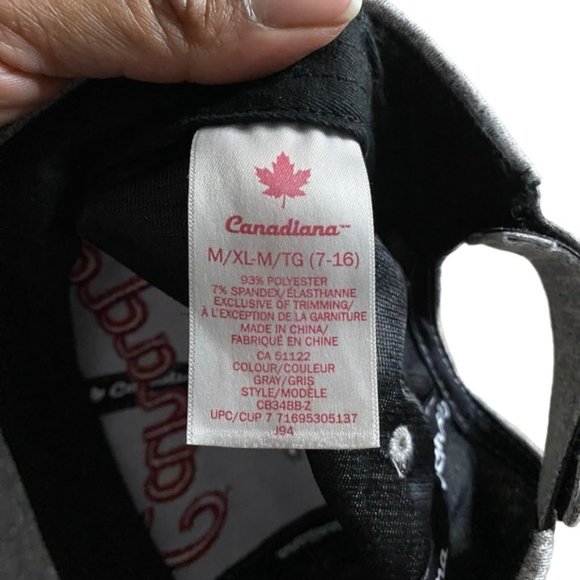 Canadiana™
M/XL-M/TG (7-16)
93% POLYESTER
7% SPANDEX/ÉLASTHANNE
EXCLUSIVE OF TRIMMING/
À L'EXCEPTION DE LA GARNITURE
MADE IN CHINA/
FABRIQUÉ EN CHINE
CA 51122
COLOUR/COULEUR
GRAY/GRIS
STYLE/MODÈLE
CB34BB-Z
UPC/CUP 7 71695305137
J94